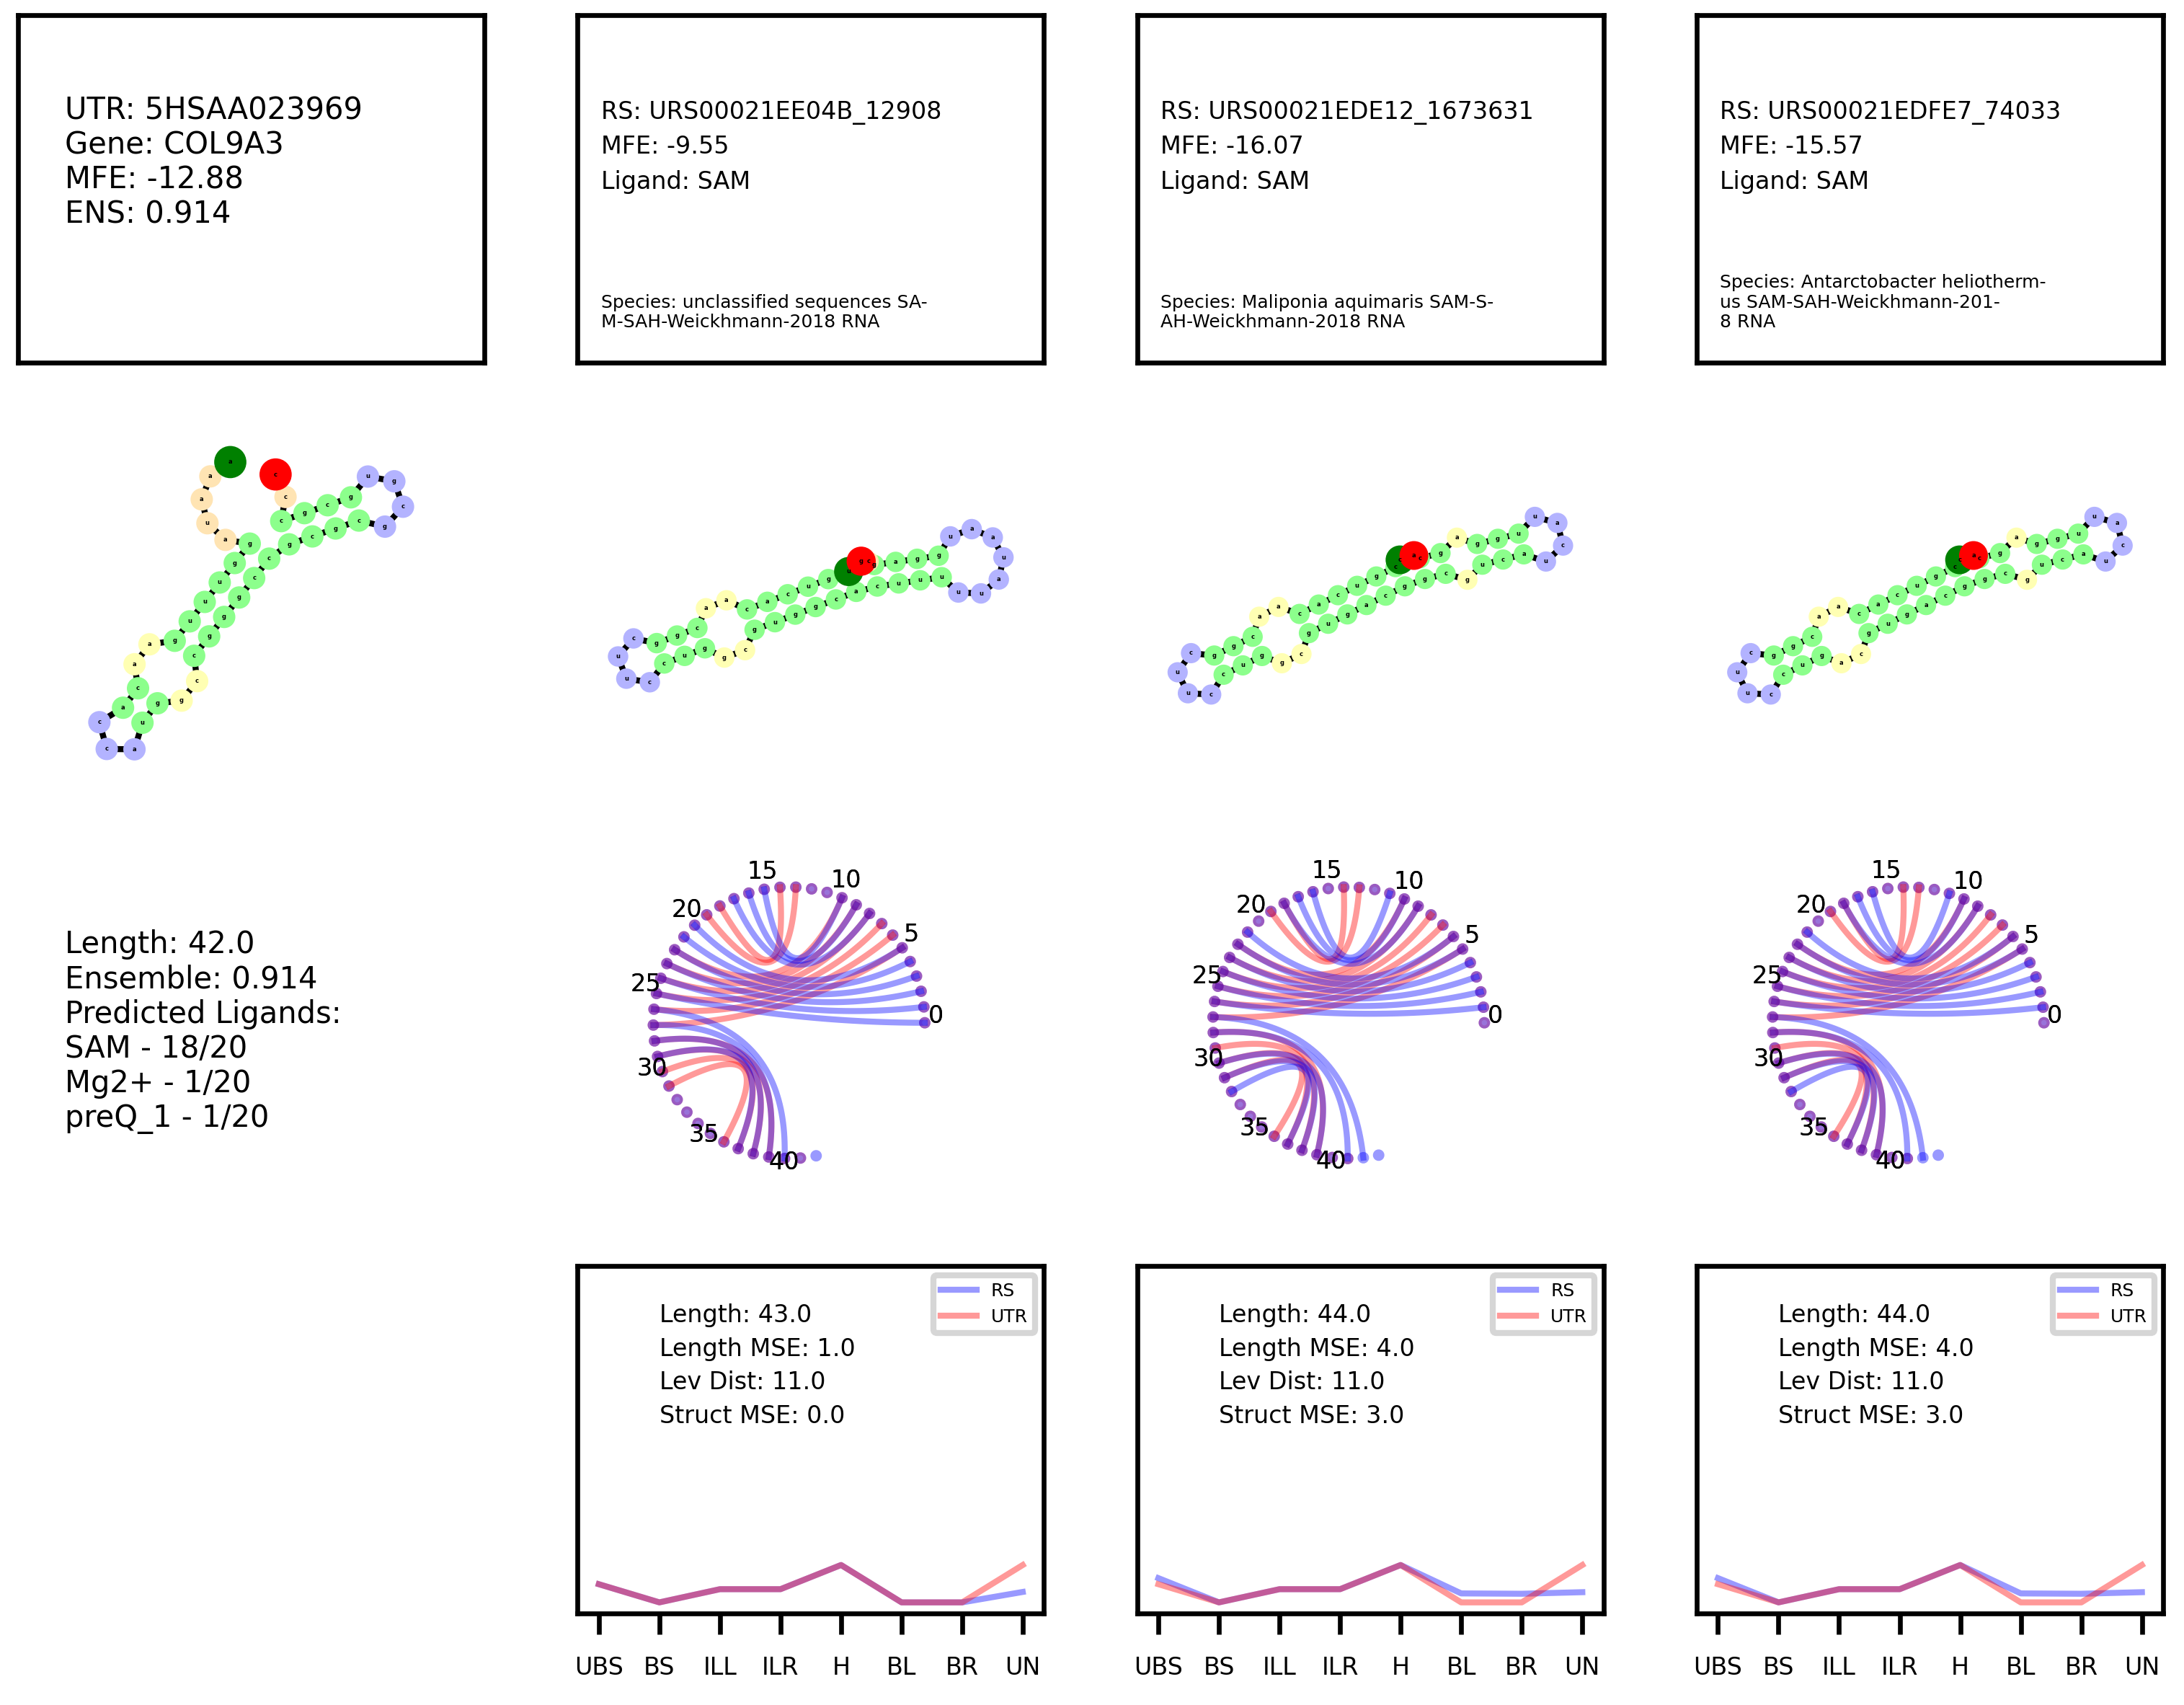 UTR: 5HSAA023969
Gene: COL9A3
MFE: -12.88
ENS: 0.914
RS: URS00021EE04B_12908
MFE: -9.55
Ligand: SAM
Species: unclassified sequences SA-
M-SAH-Weickhmann-2018 RNA
RS: URS00021EDE12_1673631
MFE: -16.07
Ligand: SAM
Species: Maliponia aquimaris SAM-S-
AH-Weickhmann-2018 RNA
RS: URS00021EDFE7_74033
MFE: -15.57
Ligand: SAM
Species: Antarctobacter heliotherm-
us SAM-SAH-Weickhmann-201-
8 RNA
Length: 42.0
Ensemble: 0.914
Predicted Ligands:
SAM - 18/20
Mg2+ - 1/20
preQ_1 - 1/20
0
5
10
15
20
25
30
35
40
0
5
10
15
20
25
30
35
40
0
5
10
15
20
25
30
35
40
RS
UTR
Length: 43.0
Length MSE: 1.0
Lev Dist: 11.0
Struct MSE: 0.0
UBS BS ILL ILR H BL BR UN
RS
UTR
Length: 44.0
Length MSE: 4.0
Lev Dist: 11.0
Struct MSE: 3.0
UBS BS ILL ILR H BL BR UN
RS
UTR
Length: 44.0
Length MSE: 4.0
Lev Dist: 11.0
Struct MSE: 3.0
UBS BS ILL ILR H BL BR UN